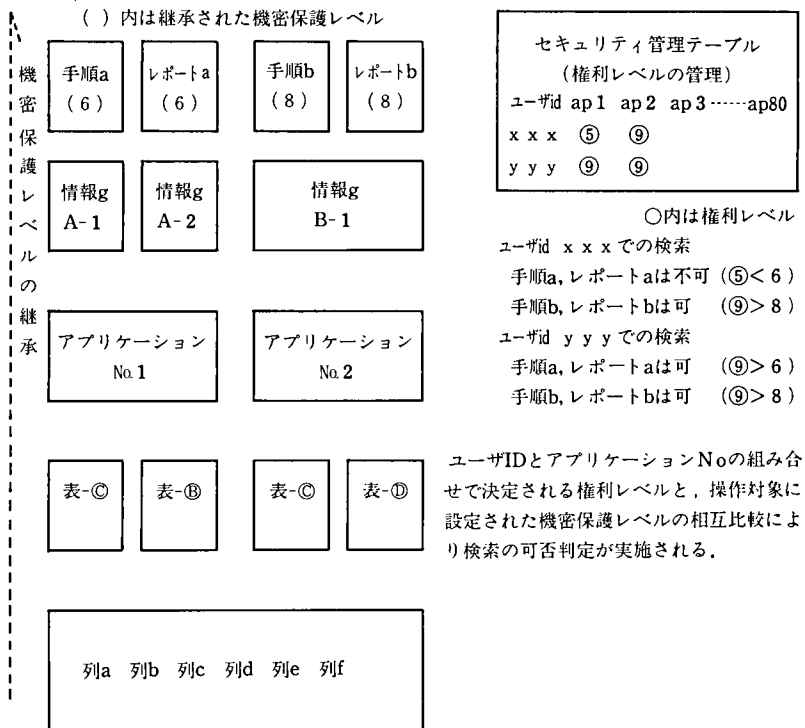 ( ) 内は継承された機密保護レベル
機密保護レベルの継承
手順a レポートa 手順b レポートb
( 6 ) ( 6 ) ( 8 ) ( 8 )
情報g 情報g 情報g
A-1 A-2 B-1
アプリケーション アプリケーション
No. 1 No. 2
表-Ⓒ 表-Ⓑ 表-Ⓒ 表-Ⓓ
列a 列b 列c 列d 列e 列f
セキュリティ管理テーブル
(権利レベルの管理)
ユーザid ap 1 ap 2 ap 3 ……ap80
x x x ⑤ ⑨
y y y ⑨ ⑨
○内は権利レベル
ユーザid x x x での検索
手順a, レポートaは不可 (⑤< 6 )
手順b, レポートbは可 (⑨> 8 )
ユーザid y y y での検索
手順a, レポートaは可 (⑨> 6 )
手順b, レポートbは可 (⑨> 8 )
ユーザIDとアプリケーションNoの組み合
せで決定される権利レベルと，操作対象に
設定された機密保護レベルの相互比較によ
り検索の可否判定が実施される．